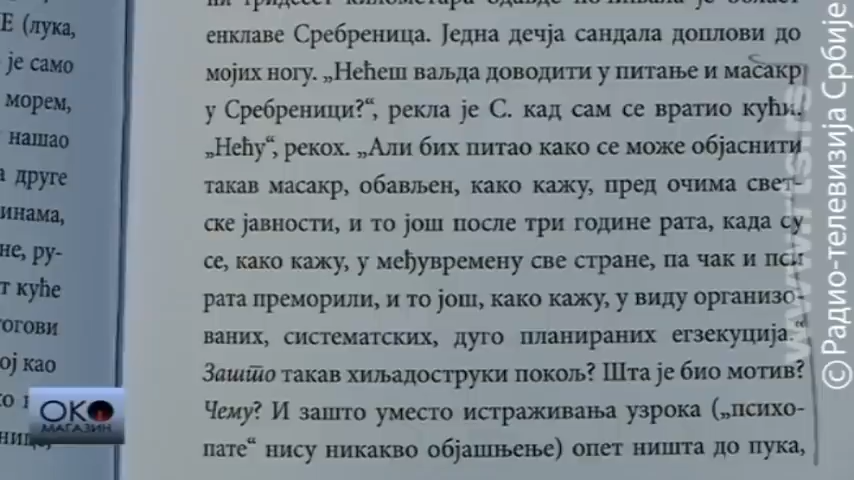 Е (лука,
је само
морем,
нашао
а друге
инама,
не, ру-
т куће
огови
ој као
енклаве Сребреница. Једна дечја сандала доплови до
мојих ногу. „Нећеш ваљда доводити у питање и масакр
у Сребреници?“, рекла је С. кад сам се вратио кући.
„Нећу“, рекох. „Али бих питао како се може објаснити
такав масакр, обављен, како кажу, пред очима свет-
ске јавности, и то још после три године рата, када су
се, како кажу, у међувремену све стране, па чак и пси
рата преморили, и то још, како кажу, у виду организо-
ваних, систематских, дуго планираних егзекуција.“
Зашто такав хиљадоструки покољ? Шта је био мотив?
Чему? И зашто уместо истраживања узрока („психо-
пате“ нису никакво објашњење) опет ништа до пука,
ОКО
МАГАЗИН
www.rts.rs
© Радио-телевизија Србије